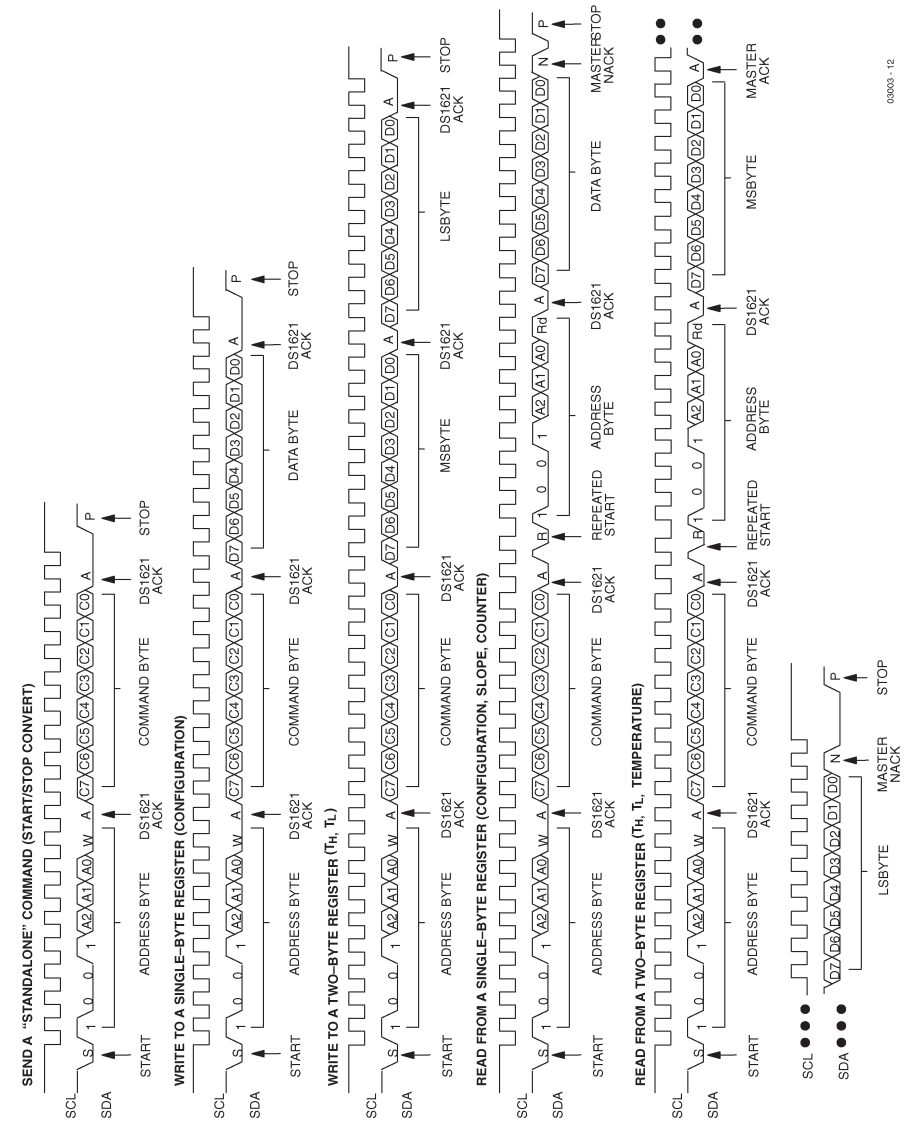 SEND A "STANDALONE" COMMAND (START/STOP CONVERT)
SCL
SDA
S 1 0 0 1 A2 A1 A0 W A C7 C6 C5 C4 C3 C2 C1 C0 A P
START ADDRESS BYTE DS1621 ACK COMMAND BYTE DS1621 ACK STOP
WRITE TO A SINGLE–BYTE REGISTER (CONFIGURATION)
SCL
SDA
S 1 0 0 1 A2 A1 A0 W A C7 C6 C5 C4 C3 C2 C1 C0 A D7 D6 D5 D4 D3 D2 D1 D0 A P
START ADDRESS BYTE DS1621 ACK COMMAND BYTE DS1621 ACK DATA BYTE DS1621 ACK STOP
WRITE TO A TWO–BYTE REGISTER (TH, TL)
SCL
SDA
S 1 0 0 1 A2 A1 A0 W A C7 C6 C5 C4 C3 C2 C1 C0 A D7 D6 D5 D4 D3 D2 D1 D0 A D7 D6 D5 D4 D3 D2 D1 D0 A P
START ADDRESS BYTE DS1621 ACK COMMAND BYTE DS1621 ACK MSBYTE DS1621 ACK LSBYTE DS1621 ACK STOP
READ FROM A SINGLE–BYTE REGISTER (CONFIGURATION, SLOPE, COUNTER)
SCL
SDA
S 1 0 0 1 A2 A1 A0 W A C7 C6 C5 C4 C3 C2 C1 C0 A R 1 0 0 1 A2 A1 A0 Rd A D7 D6 D5 D4 D3 D2 D1 D0 N P
START ADDRESS BYTE DS1621 ACK COMMAND BYTE DS1621 ACK REPEATED START ADDRESS BYTE DS1621 ACK DATA BYTE MASTER NACK STOP
READ FROM A TWO–BYTE REGISTER (TH, TL, TEMPERATURE)
SCL
SDA
S 1 0 0 1 A2 A1 A0 W A C7 C6 C5 C4 C3 C2 C1 C0 A R 1 0 0 1 A2 A1 A0 Rd A D7 D6 D5 D4 D3 D2 D1 D0 A
START ADDRESS BYTE DS1621 ACK COMMAND BYTE DS1621 ACK REPEATED START ADDRESS BYTE DS1621 ACK MSBYTE MASTER ACK
SCL
SDA
D7 D6 D5 D4 D3 D2 D1 D0 N P
LSBYTE MASTER NACK STOP
03003 - 12